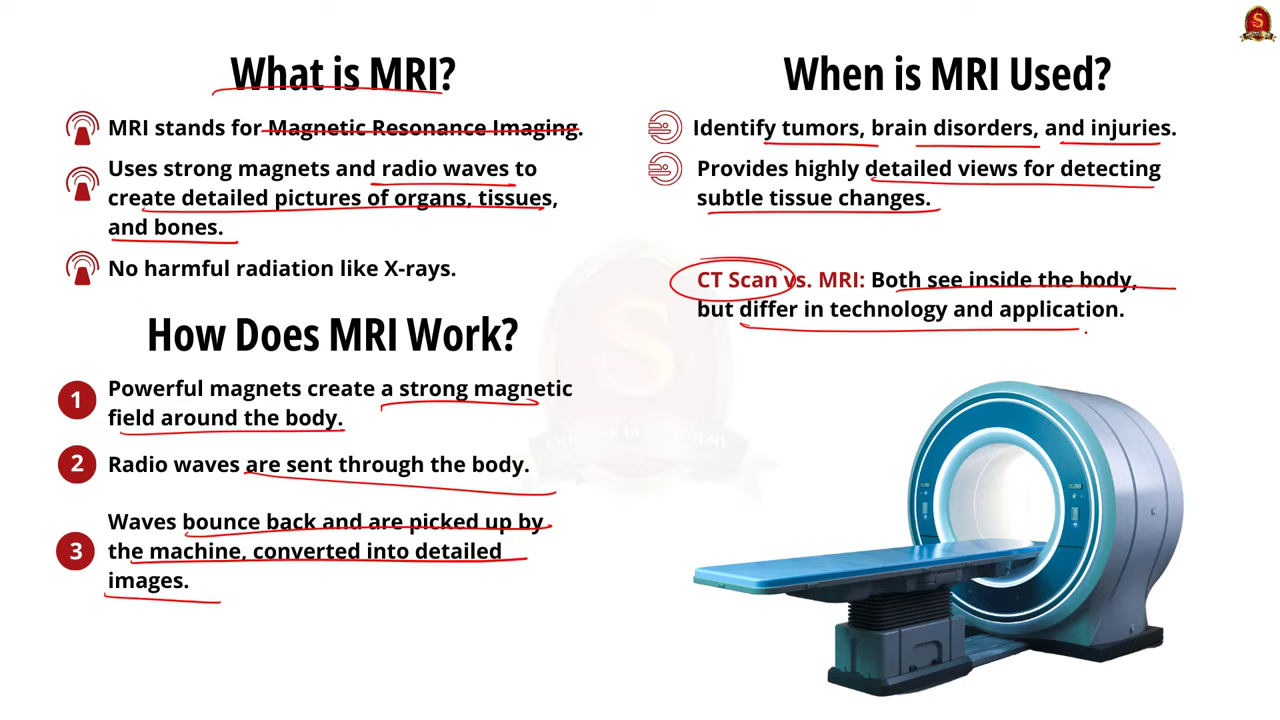 What is MRI?
MRI stands for Magnetic Resonance Imaging.
Uses strong magnets and radio waves to
create detailed pictures of organs, tissues,
and bones.
No harmful radiation like X-rays.
How Does MRI Work?
1 Powerful magnets create a strong magnetic
field around the body.
2 Radio waves are sent through the body.
3 Waves bounce back and are picked up by
the machine, converted into detailed
images.
When is MRI Used?
Identify tumors, brain disorders, and injuries.
Provides highly detailed views for detecting
subtle tissue changes.
CT Scan vs. MRI: Both see inside the body,
but differ in technology and application.
S